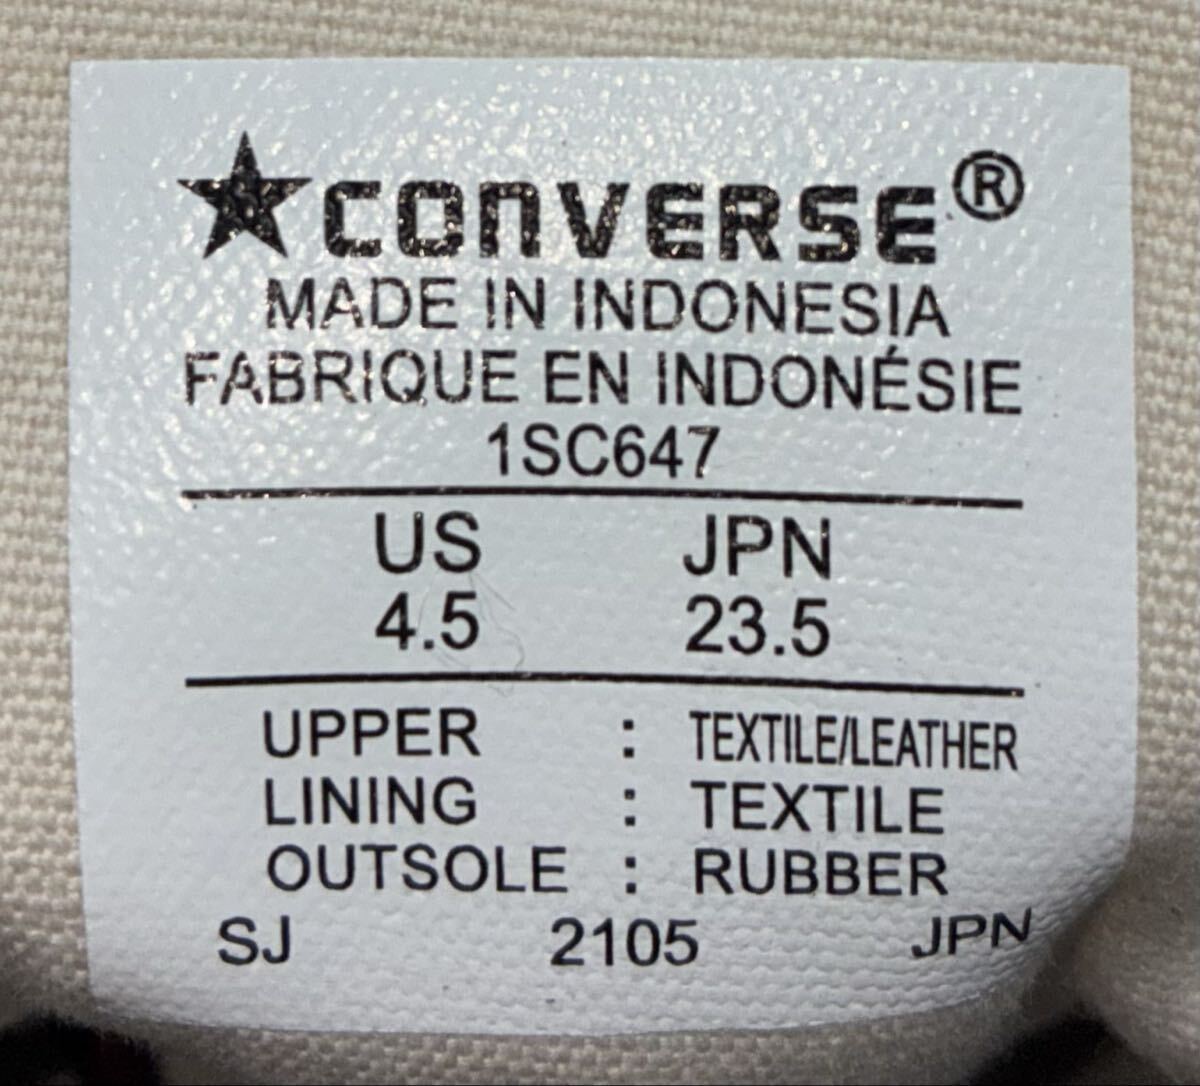 CONVERSE®
MADE IN INDONESIA
FABRIQUE EN INDONÉSIE
1SC647
US JPN
4.5 23.5
UPPER : TEXTILE/LEATHER
LINING : TEXTILE
OUTSOLE : RUBBER
SJ 2105 JPN